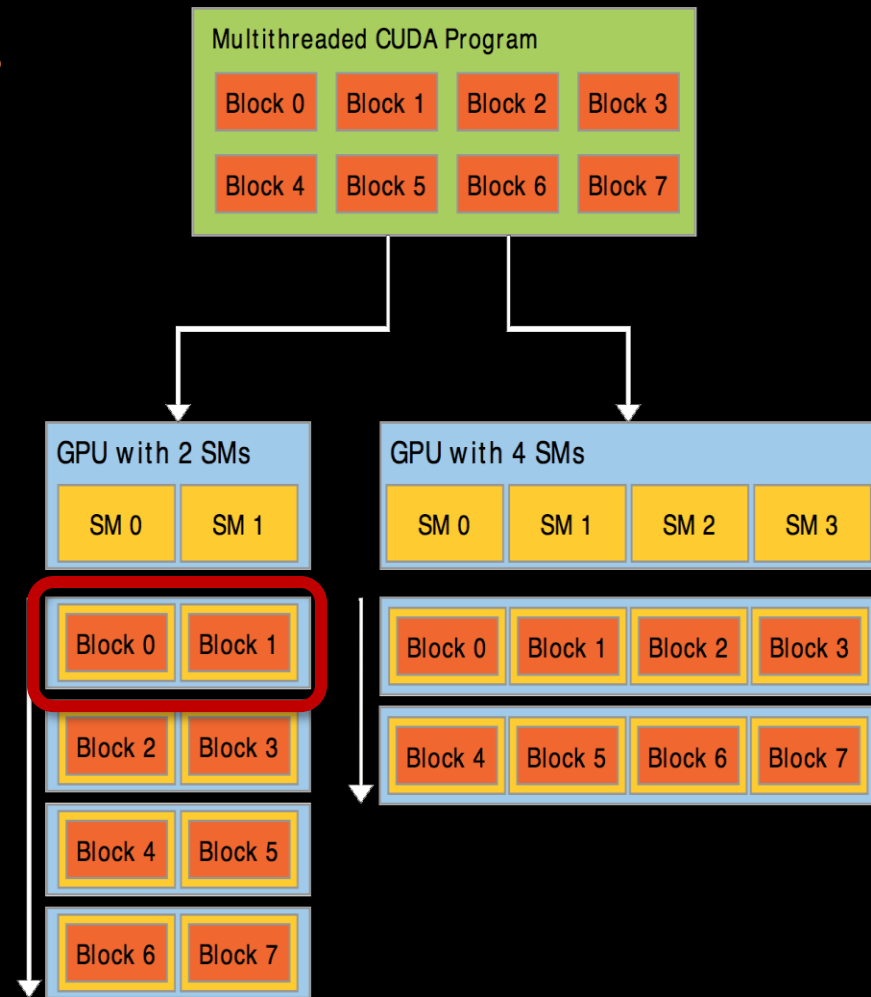 Multithreaded CUDA Program
Block 0 Block 1 Block 2 Block 3
Block 4 Block 5 Block 6 Block 7
GPU with 2 SMs
SM 0 SM 1
Block 0 Block 1
Block 2 Block 3
Block 4 Block 5
Block 6 Block 7
GPU with 4 SMs
SM 0 SM 1 SM 2 SM 3
Block 0 Block 1 Block 2 Block 3
Block 4 Block 5 Block 6 Block 7